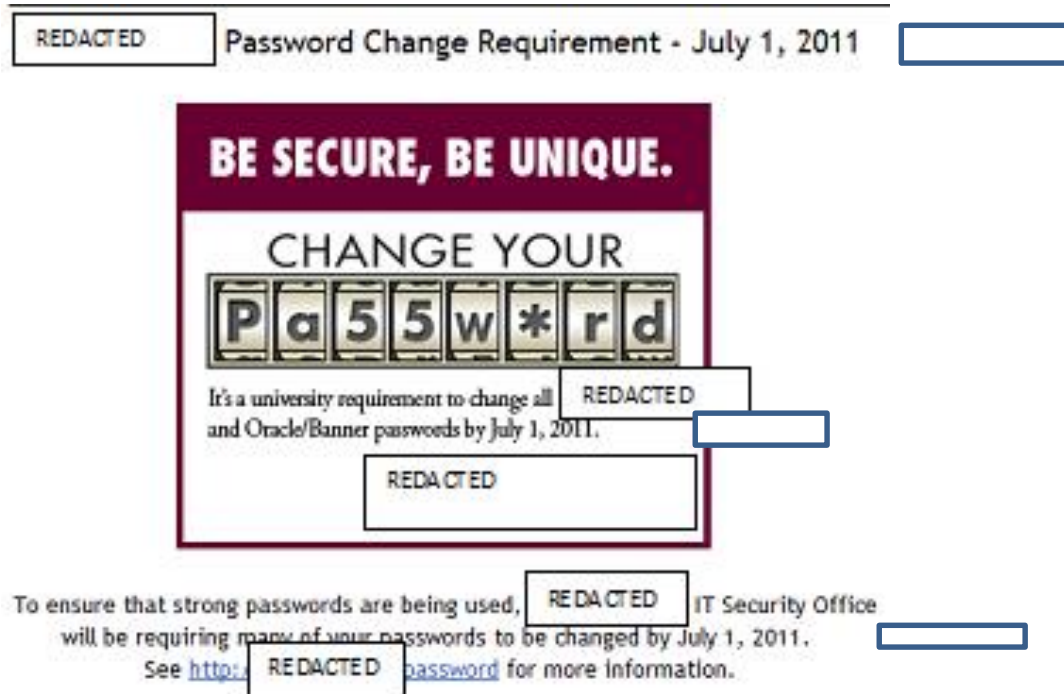 REDACTED Password Change Requirement - July 1, 2011
BE SECURE, BE UNIQUE.
CHANGE YOUR
Pa55w*rd
It's a university requirement to change all REDACTED
and Oracle/Banner passwords by July 1, 2011.
REDACTED
To ensure that strong passwords are being used, REDACTED IT Security Office
will be requiring many of your passwords to be changed by July 1, 2011.
See http:/ REDACTED password for more information.